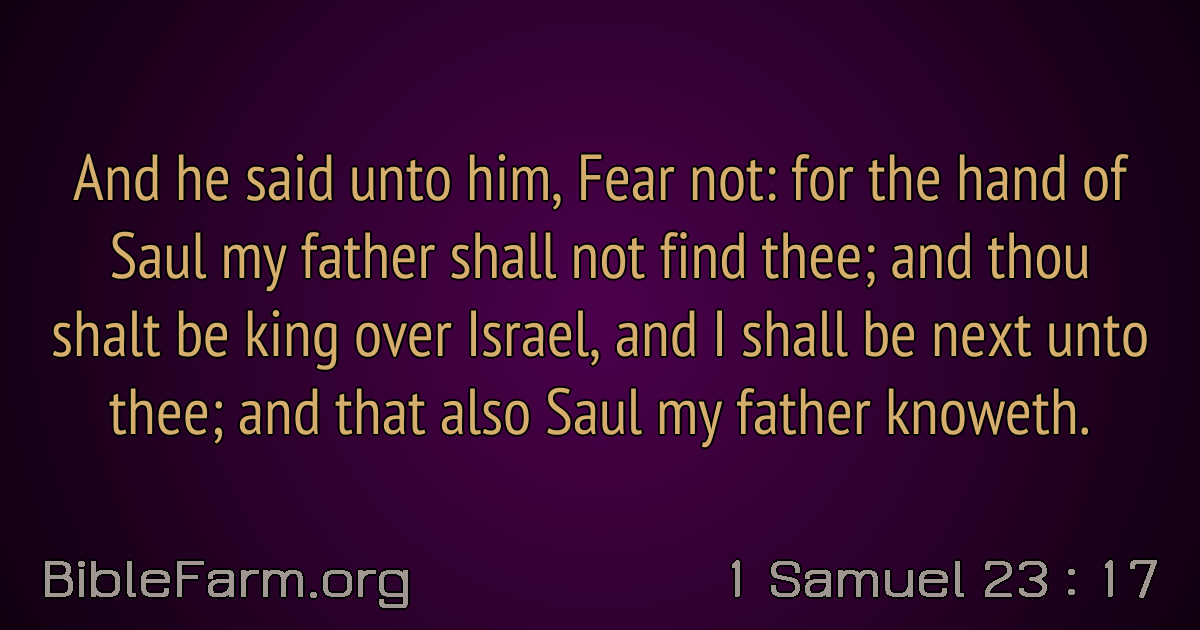 And he said unto him, Fear not: for the hand of
Saul my father shall not find thee; and thou
shalt be king over Israel, and I shall be next unto
thee; and that also Saul my father knoweth.
BibleFarm.org
1 Samuel 23 : 17